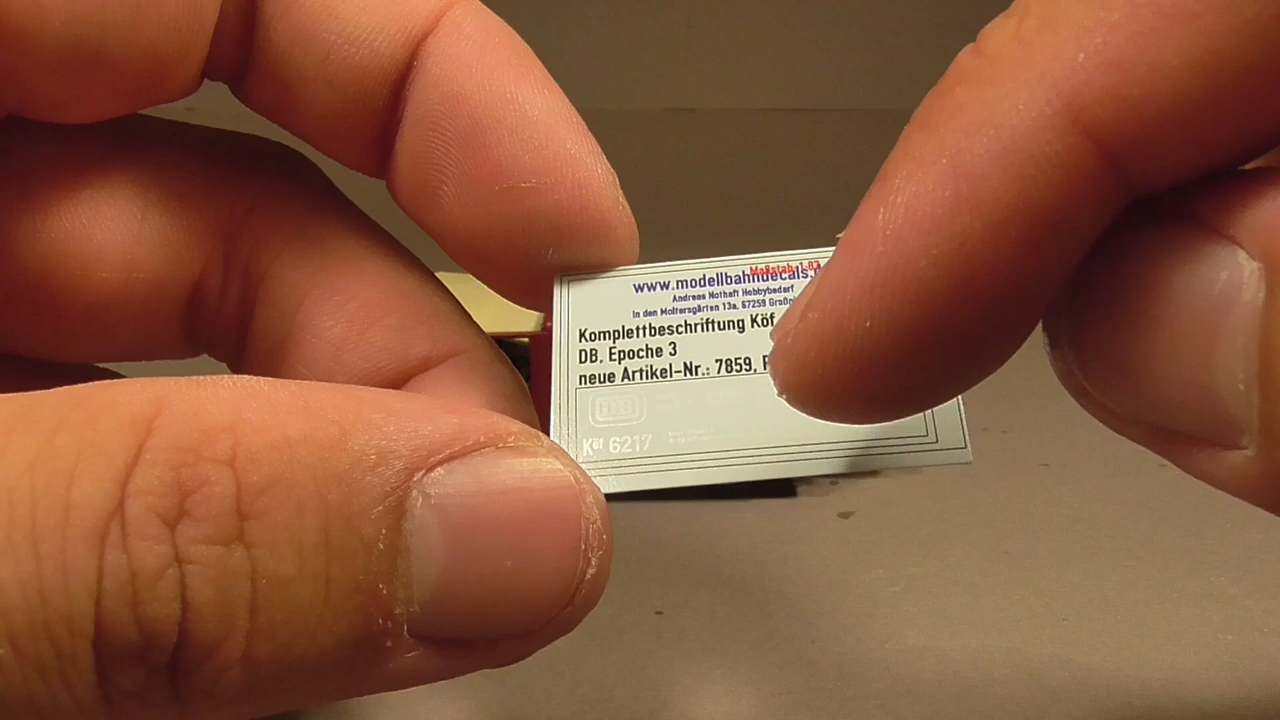 Maßstab 1:87
www.modellbahndecals.
Andreas Nothaft Hobbybedarf
In den Moltersgärten 13a, 67259
Komplettbeschriftung Köf
DB, Epoche 3
neue Artikel-Nr.: 7859,
DB
Köf 6217